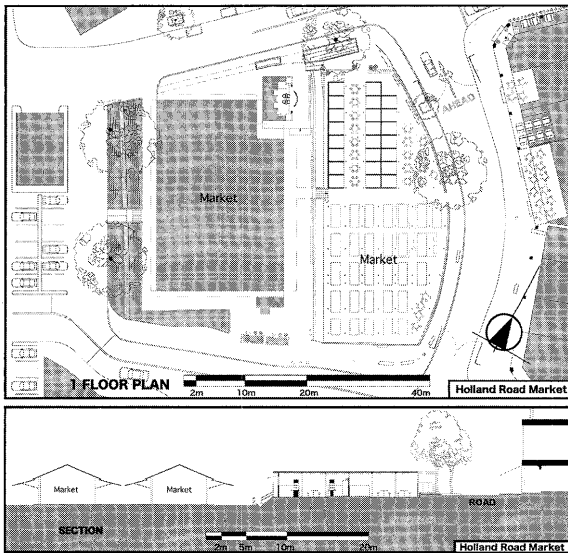 AHEAD
Market
Market
1 FLOOR PLAN
2m 10m 20m 40m
Holland Road Market
Market
Market
ROAD
SECTION
2m 5m 10m 20m
Holland Road Market